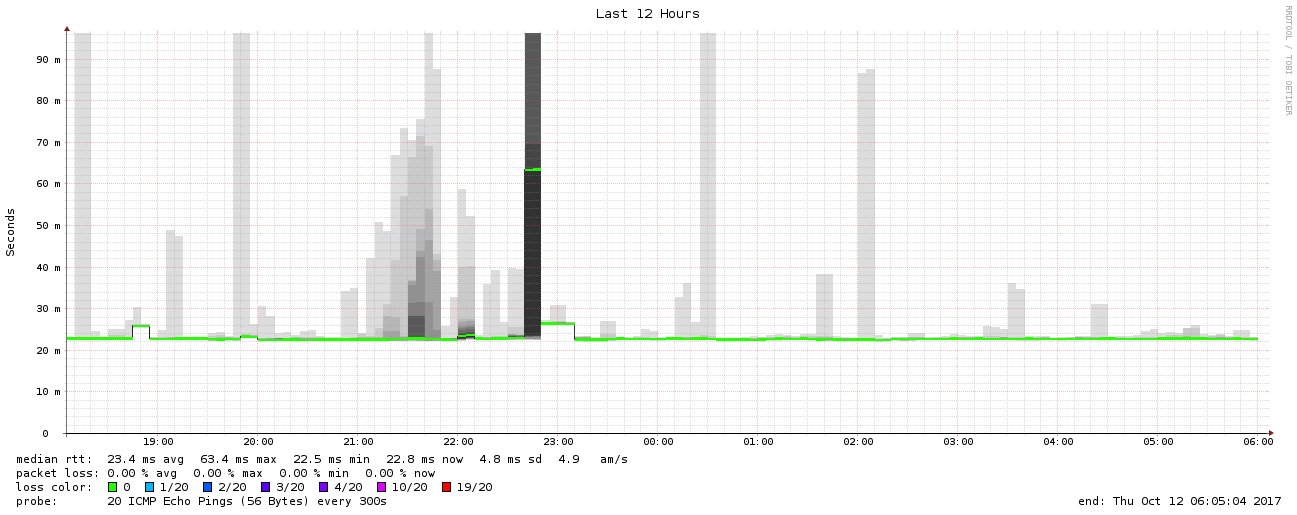 Last 12 Hours
RRDTOOL / TOBI OETIKER
Seconds
90 m
80 m
70 m
60 m
50 m
40 m
30 m
20 m
10 m
0
19:00 20:00 21:00 22:00 23:00 00:00 01:00 02:00 03:00 04:00 05:00 06:00
median rtt: 23.4 ms avg 63.4 ms max 22.5 ms min 22.8 ms now 4.8 ms sd 4.9 am/s
packet loss: 0.00 % avg 0.00 % max 0.00 % min 0.00 % now
loss color: 0 1/20 2/20 3/20 4/20 10/20 19/20
probe: 20 ICMP Echo Pings (56 Bytes) every 300s end: Thu Oct 12 06:05:04 2017